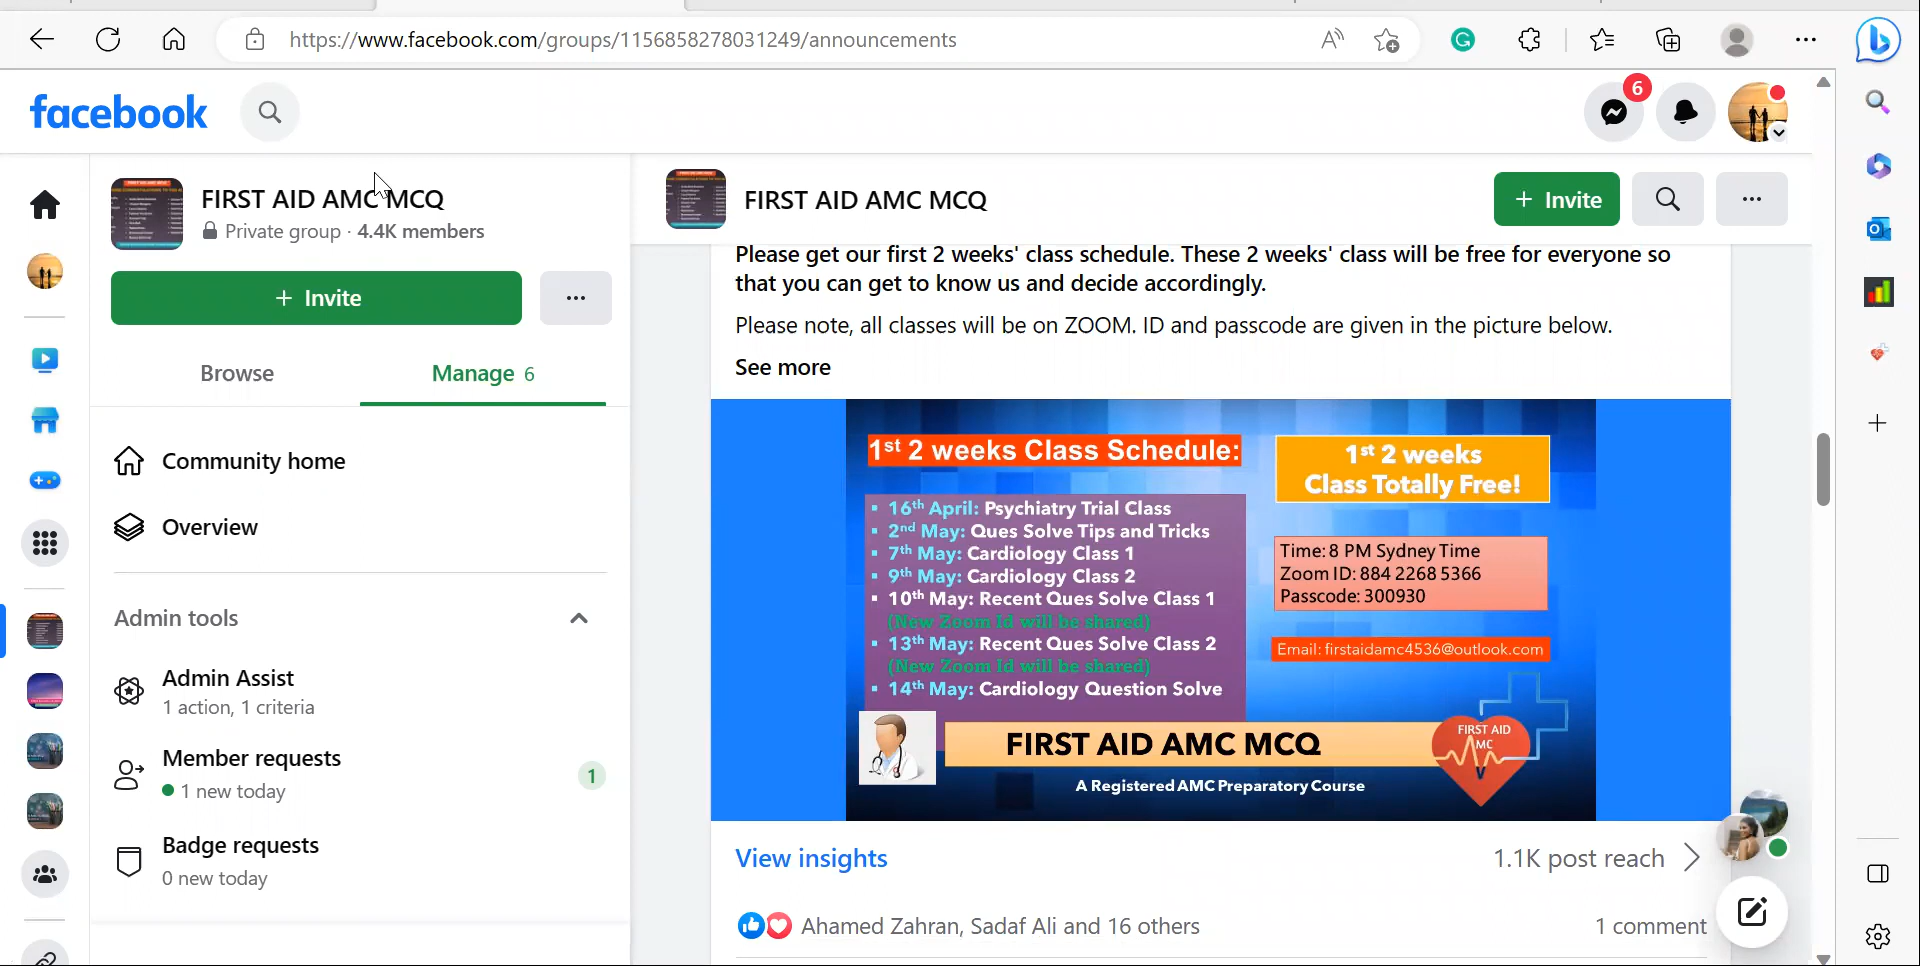 https://www.facebook.com/groups/1156858278031249/announcements
facebook
6
FIRST AID AMC MCQ
Private group · 4.4K members
+ Invite
Browse
Manage 6
Community home
Overview
Admin tools
Admin Assist
1 action, 1 criteria
Member requests
1 new today
1
Badge requests
0 new today
FIRST AID AMC MCQ
+ Invite
Please get our first 2 weeks' class schedule. These 2 weeks' class will be free for everyone so
that you can get to know us and decide accordingly.
Please note, all classes will be on ZOOM. ID and passcode are given in the picture below.
See more
1st 2 weeks Class Schedule:
▪ 16th April: Psychiatry Trial Class
▪ 2nd May: Ques Solve Tips and Tricks
▪ 7th May: Cardiology Class 1
▪ 9th May: Cardiology Class 2
▪ 10th May: Recent Ques Solve Class 1
(New Zoom Id will be shared)
▪ 13th May: Recent Ques Solve Class 2
(New Zoom Id will be shared)
▪ 14th May: Cardiology Question Solve
1st 2 weeks
Class Totally Free!
Time: 8 PM Sydney Time
Zoom ID: 884 2268 5366
Passcode: 300930
Email: firstaidamc4536@outlook.com
FIRST AID AMC MCQ
FIRST AID
MC
A Registered AMC Preparatory Course
View insights
1.1K post reach
Ahamed Zahran, Sadaf Ali and 16 others
1 comment